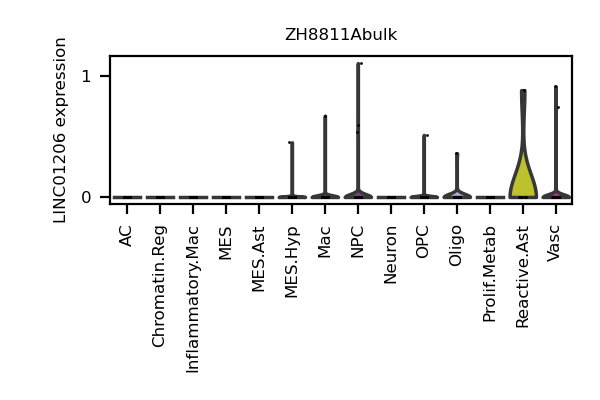 ZH8811Abulk
LINC01206 expression
1
0
AC
Chromatin.Reg
Inflammatory.Mac
MES
MES.Ast
MES.Hyp
Mac
NPC
Neuron
OPC
Oligo
Prolif.Metab
Reactive.Ast
Vasc